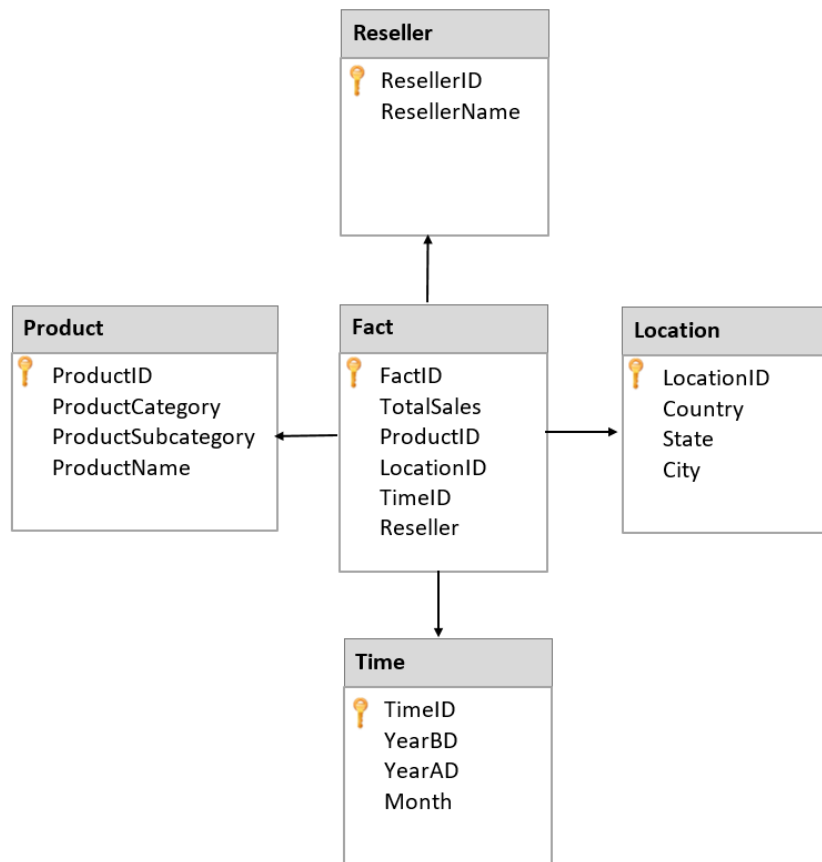 Reseller
ResellerID
ResellerName
Product
ProductID
ProductCategory
ProductSubcategory
ProductName
Fact
FactID
TotalSales
ProductID
LocationID
TimeID
Reseller
Location
LocationID
Country
State
City
Time
TimeID
YearBD
YearAD
Month